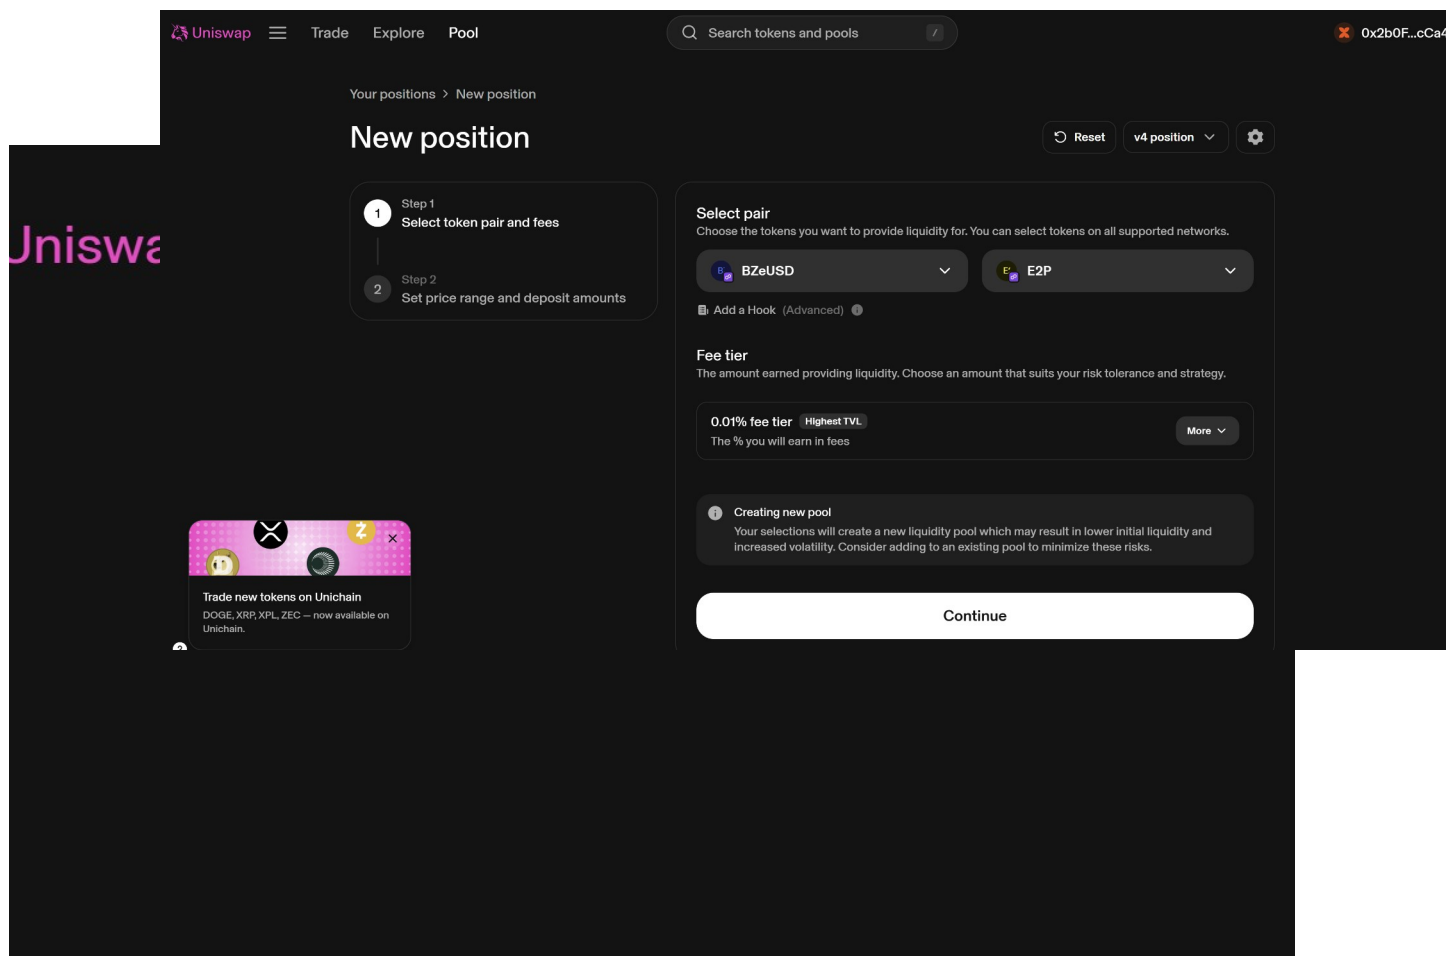 Uniswap Trade Explore Pool Search tokens and pools / 0x2b0F...cCa4
Your positions > New position
New position
Reset v4 position
1 Step 1
Select token pair and fees
2 Step 2
Set price range and deposit amounts
Select pair
Choose the tokens you want to provide liquidity for. You can select tokens on all supported networks.
BZeUSD E2P
Add a Hook (Advanced)
Fee tier
The amount earned providing liquidity. Choose an amount that suits your risk tolerance and strategy.
0.01% fee tier Highest TVL
The % you will earn in fees
More
Creating new pool
Your selections will create a new liquidity pool which may result in lower initial liquidity and
increased volatility. Consider adding to an existing pool to minimize these risks.
Continue
Uniswa
Trade new tokens on Unichain
DOGE, XRP, XPL, ZEC — now available on
Unichain.